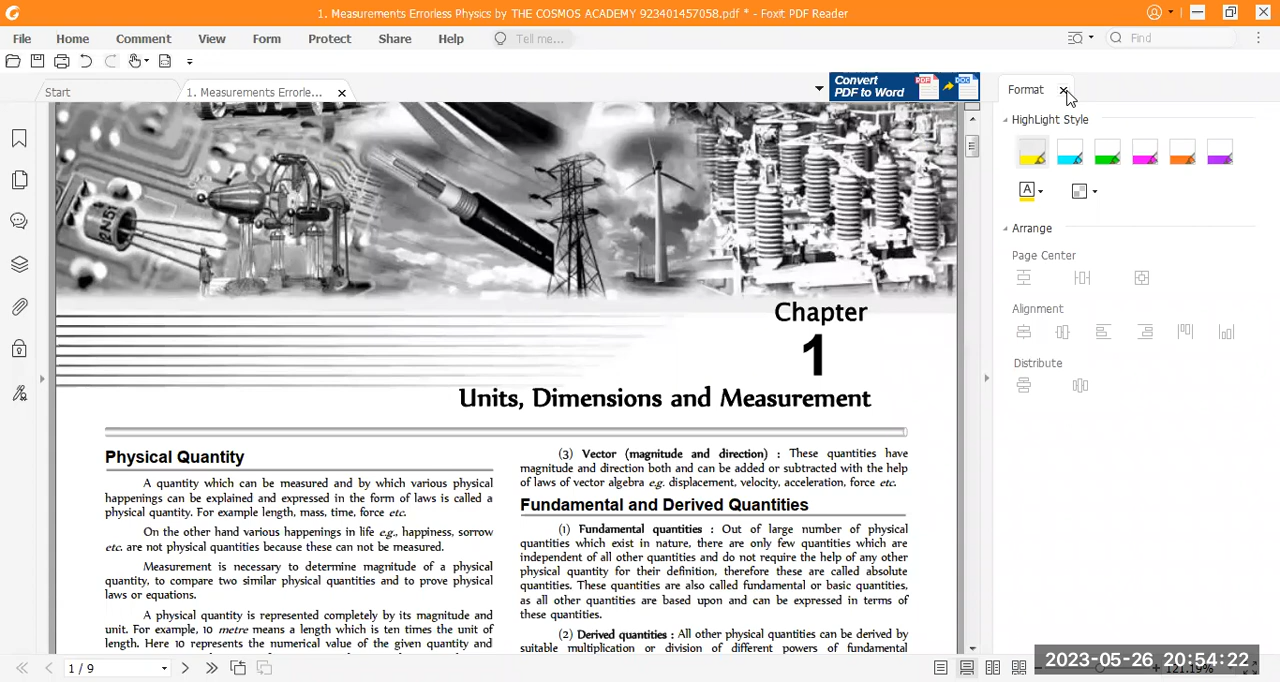 1. Measurements Errorless Physics by THE COSMOS ACADEMY 923401457058.pdf * - Foxit PDF Reader
File Home Comment View Form Protect Share Help Tell me... Find
Start 1. Measurements Errorle... Convert PDF to Word PDF DOC
Format
HighLight Style
A
Arrange
Page Center
Alignment
Distribute
2N5
Chapter
1
Units, Dimensions and Measurement
Physical Quantity
A quantity which can be measured and by which various physical
happenings can be explained and expressed in the form of laws is called a
physical quantity. For example length, mass, time, force etc.
On the other hand various happenings in life e.g., happiness, sorrow
etc. are not physical quantities because these can not be measured.
Measurement is necessary to determine magnitude of a physical
quantity, to compare two similar physical quantities and to prove physical
laws or equations.
A physical quantity is represented completely by its magnitude and
unit. For example, 10 metre means a length which is ten times the unit of
length. Here 10 represents the numerical value of the given quantity and
(3) Vector (magnitude and direction) : These quantities have
magnitude and direction both and can be added or subtracted with the help
of laws of vector algebra e.g. displacement, velocity, acceleration, force etc.
Fundamental and Derived Quantities
(1) Fundamental quantities : Out of large number of physical
quantities which exist in nature, there are only few quantities which are
independent of all other quantities and do not require the help of any other
physical quantity for their definition, therefore these are called absolute
quantities. These quantities are also called fundamental or basic quantities,
as all other quantities are based upon and can be expressed in terms of
these quantities.
(2) Derived quantities : All other physical quantities can be derived by
suitable multiplication or division of different powers of fundamental
1 / 9
2023-05-26 20:54:22
121.19%